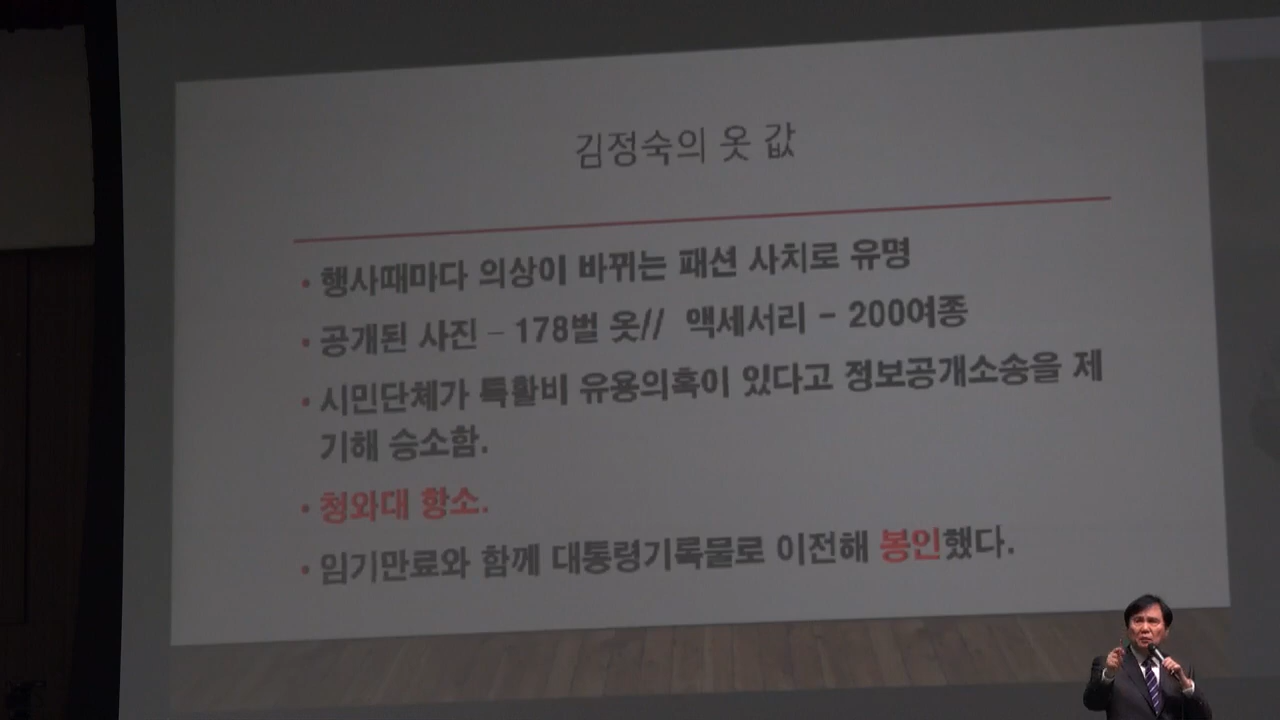 김정숙의 옷 값
• 행사때마다 의상이 바뀌는 패션 사치로 유명
• 공개된 사진 – 178벌 옷// 액세서리 - 200여종
• 시민단체가 특활비 유용의혹이 있다고 정보공개소송을 제
기해 승소함.
• 청와대 항소.
• 임기만료와 함께 대통령기록물로 이전해 봉인했다.